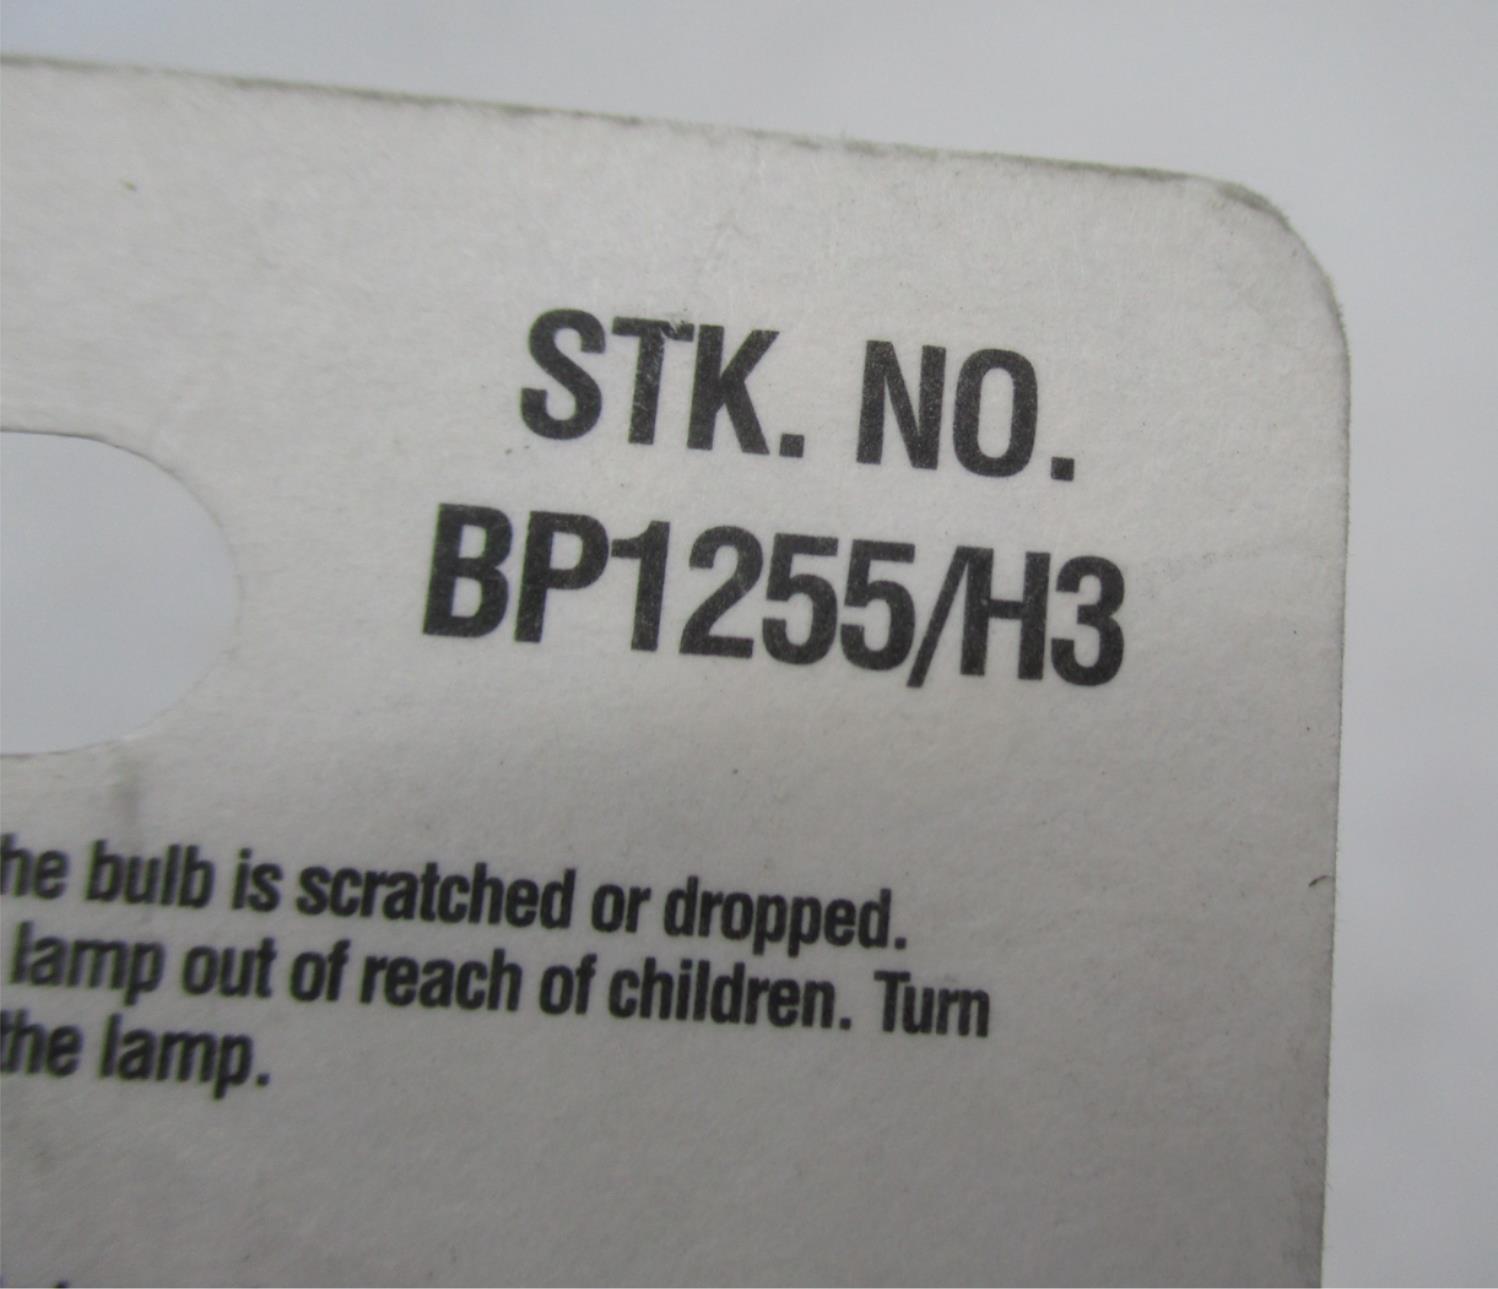 STK. NO.
BP1255/H3
he bulb is scratched or dropped.
lamp out of reach of children. Turn
the lamp.